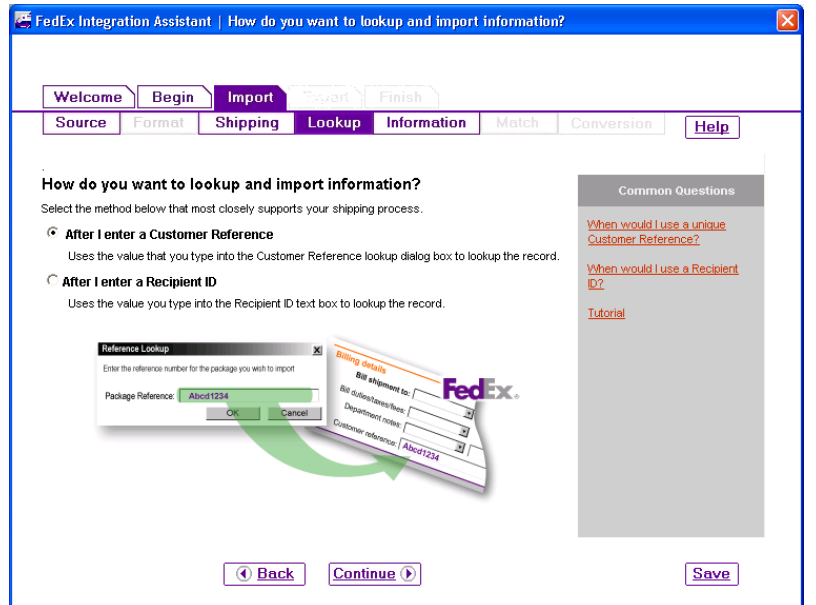 FedEx Integration Assistant | How do you want to lookup and import information?
Welcome Begin Import Export Finish
Source Format Shipping Lookup Information Match Conversion Help
How do you want to lookup and import information?
Select the method below that most closely supports your shipping process.
After I enter a Customer Reference
Uses the value that you type into the Customer Reference lookup dialog box to lookup the record.
After I enter a Recipient ID
Uses the value you type into the Recipient ID text box to lookup the record.
Reference Lookup
Enter the reference number for the package you wish to import
Package Reference: Abcd1234
OK Cancel
Billing details
Bill shipment to:
Bill duties/taxes/fees:
Department notes:
Customer reference: Abcd1234
FedEx®
Common Questions
When would I use a unique
Customer Reference?
When would I use a Recipient
ID?
Tutorial
Back Continue Save